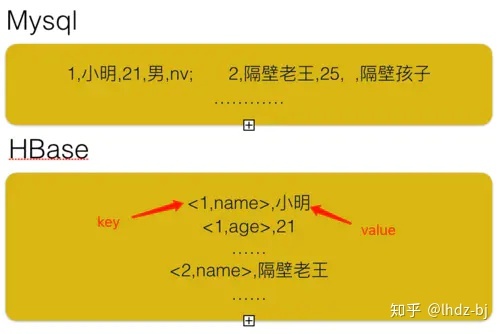 Mysql
1,小明,21,男,nv; 2,隔壁老王,25, ,隔壁孩子
…………
HBase
<1,name>,小明
key
<1,age>,21
value
……
<2,name>,隔壁老王
……
知乎 @lhdz-bj